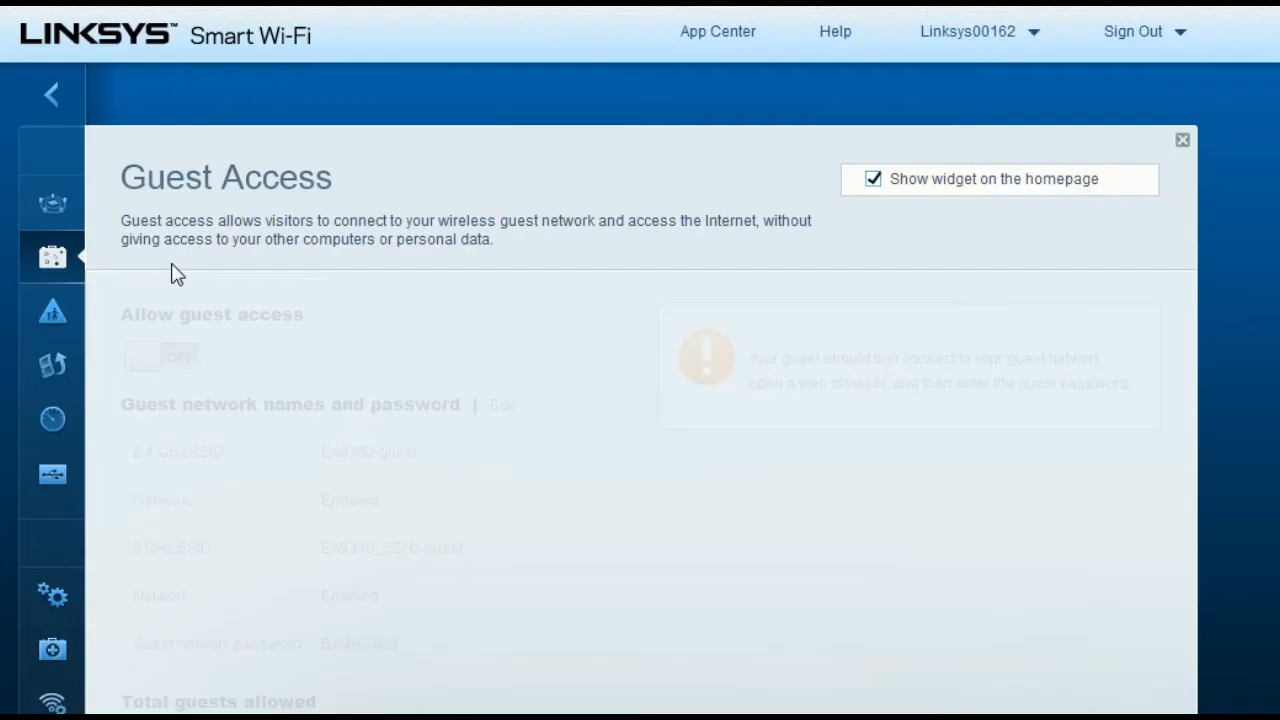 LINKSYS™ Smart Wi-Fi
App Center
Help
Linksys00162
Sign Out
Guest Access
Show widget on the homepage
Guest access allows visitors to connect to your wireless guest network and access the Internet, without
giving access to your other computers or personal data.
Allow guest access
OFF
Your guest should first connect to your guest network,
open a web browser, and then enter the guest password.
Guest network names and password | Edit
2.4 GHz SSID
Network Enabled
5 GHz SSID
Network Enabled
Guest network password
Total guests allowed